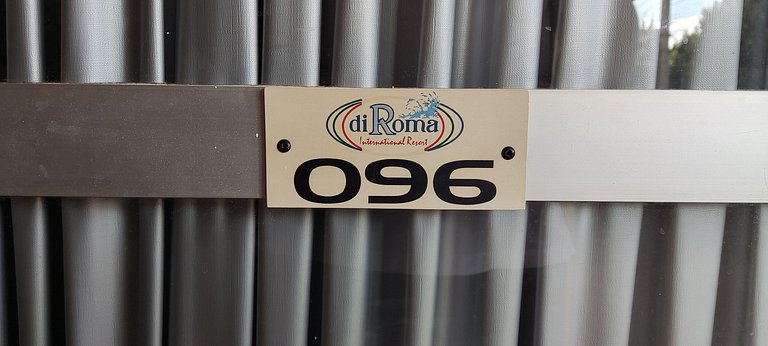 diRoma
International Resort
096